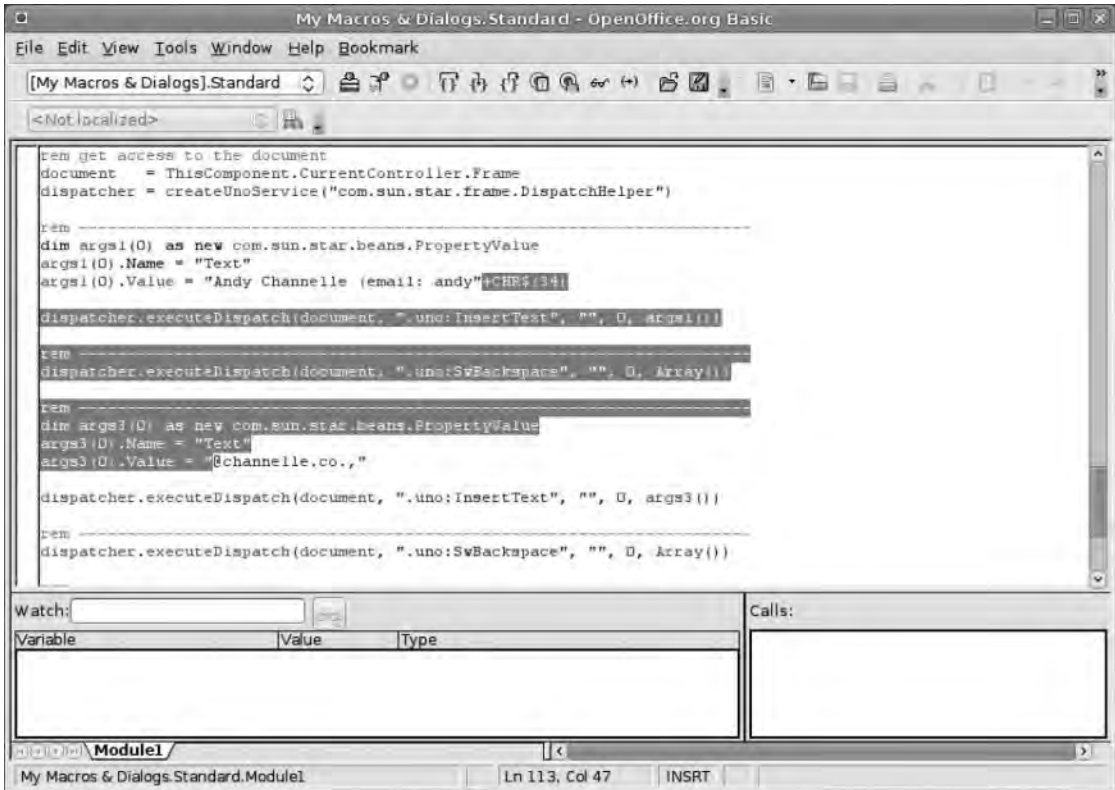 My Macros & Dialogs.Standard - OpenOffice.org Basic
File Edit View Tools Window Help Bookmark
[My Macros & Dialogs].Standard
<Not localized>
rem get access to the document
document   = ThisComponent.CurrentController.Frame
dispatcher = createUnoService("com.sun.star.frame.DispatchHelper")
rem ----------------------------------------------------------------------
dim args1(0) as new com.sun.star.beans.PropertyValue
args1(0).Name = "Text"
args1(0).Value = "Andy Channelle (email: andy"+CHR$(34)
dispatcher.executeDispatch(document, ".uno:InsertText", "", 0, args1())
rem ----------------------------------------------------------------------
dispatcher.executeDispatch(document, ".uno:SwBackspace", "", 0, Array())
rem ----------------------------------------------------------------------
dim args3(0) as new com.sun.star.beans.PropertyValue
args3(0).Name = "Text"
args3(0).Value = "@channelle.co.,"
dispatcher.executeDispatch(document, ".uno:InsertText", "", 0, args3())
rem ----------------------------------------------------------------------
dispatcher.executeDispatch(document, ".uno:SwBackspace", "", 0, Array())
Watch:
Calls:
Variable Value Type
Module1
My Macros & Dialogs.Standard.Module1 Ln 113, Col 47 INSRT